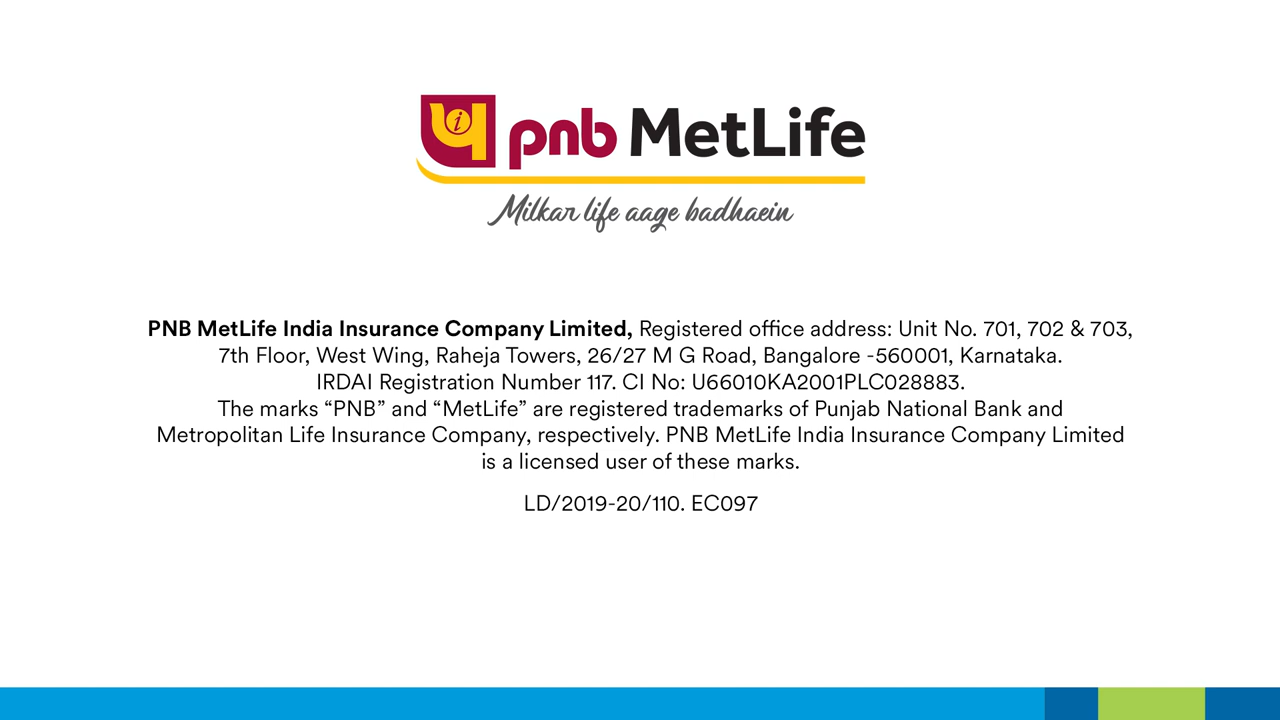 pnb MetLife
Milkar life aage badhaein
PNB MetLife India Insurance Company Limited, Registered office address: Unit No. 701, 702 & 703,
7th Floor, West Wing, Raheja Towers, 26/27 M G Road, Bangalore -560001, Karnataka.
IRDAI Registration Number 117. CI No: U66010KA2001PLC028883.
The marks “PNB” and “MetLife” are registered trademarks of Punjab National Bank and
Metropolitan Life Insurance Company, respectively. PNB MetLife India Insurance Company Limited
is a licensed user of these marks.
LD/2019-20/110. EC097